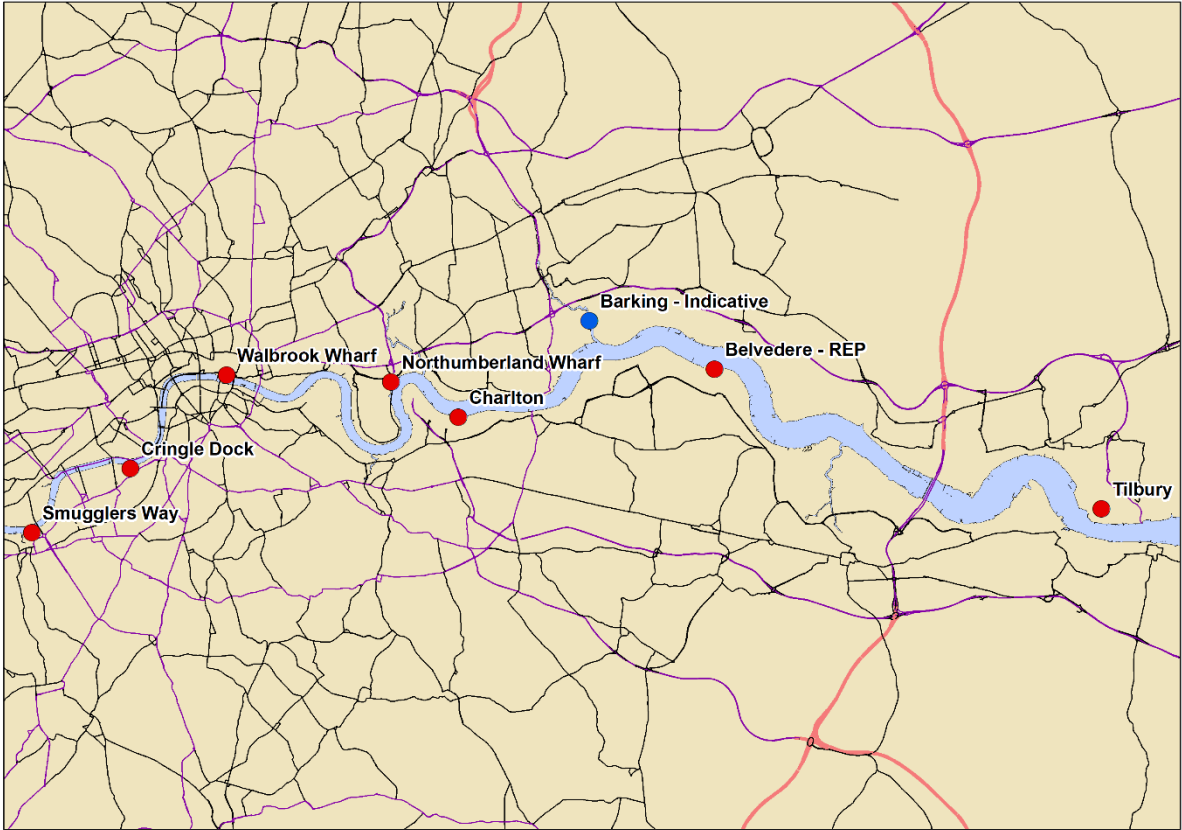 Barking - Indicative
Walbrook Wharf
Northumberland Wharf
Belvedere - REP
Charlton
Cringle Dock
Smugglers Way
Tilbury